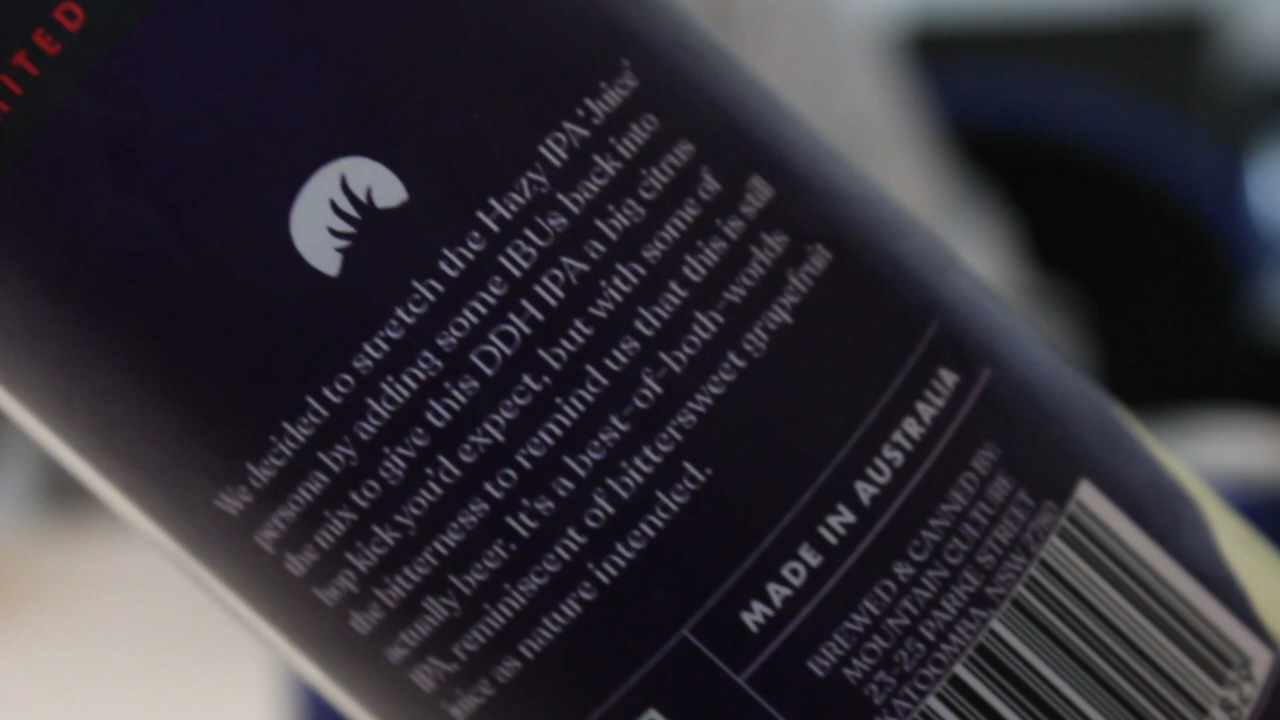 We decided to stretch the Hazy IPA 'Juice'
persona by adding some IBUs back into
the mix to give this DDH IPA a big citrus
hop kick you'd expect, but with some of
the bitterness to remind us that this is still
actually beer. It's a best-of-both-worlds
IPA, reminiscent of bittersweet grapefruit
juice as nature intended.
MADE IN AUSTRALIA
BREWED & CANNED BY:
MOUNTAIN CULTURE
23-25 PARKE STREET
KATOOMBA, NSW 2780